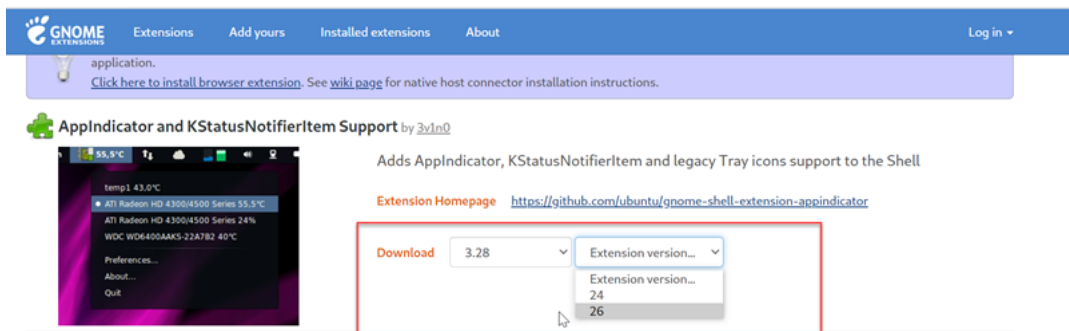 GNOME EXTENSIONS Extensions Add yours Installed extensions About Log in
application.
Click here to install browser extension. See wiki page for native host connector installation instructions.
AppIndicator and KStatusNotifierItem Support by 3v1n0
55,5°C
temp1 43,0°C
ATI Radeon HD 4300/4500 Series 55,5°C
ATI Radeon HD 4300/4500 Series 24%
WDC WD6400AAKS-22A7B2 40°C
Preferences...
About...
Quit
Adds AppIndicator, KStatusNotifierItem and legacy Tray icons support to the Shell
Extension Homepage https://github.com/ubuntu/gnome-shell-extension-appindicator
Download 3.28 Extension version...
Extension version...
24
26